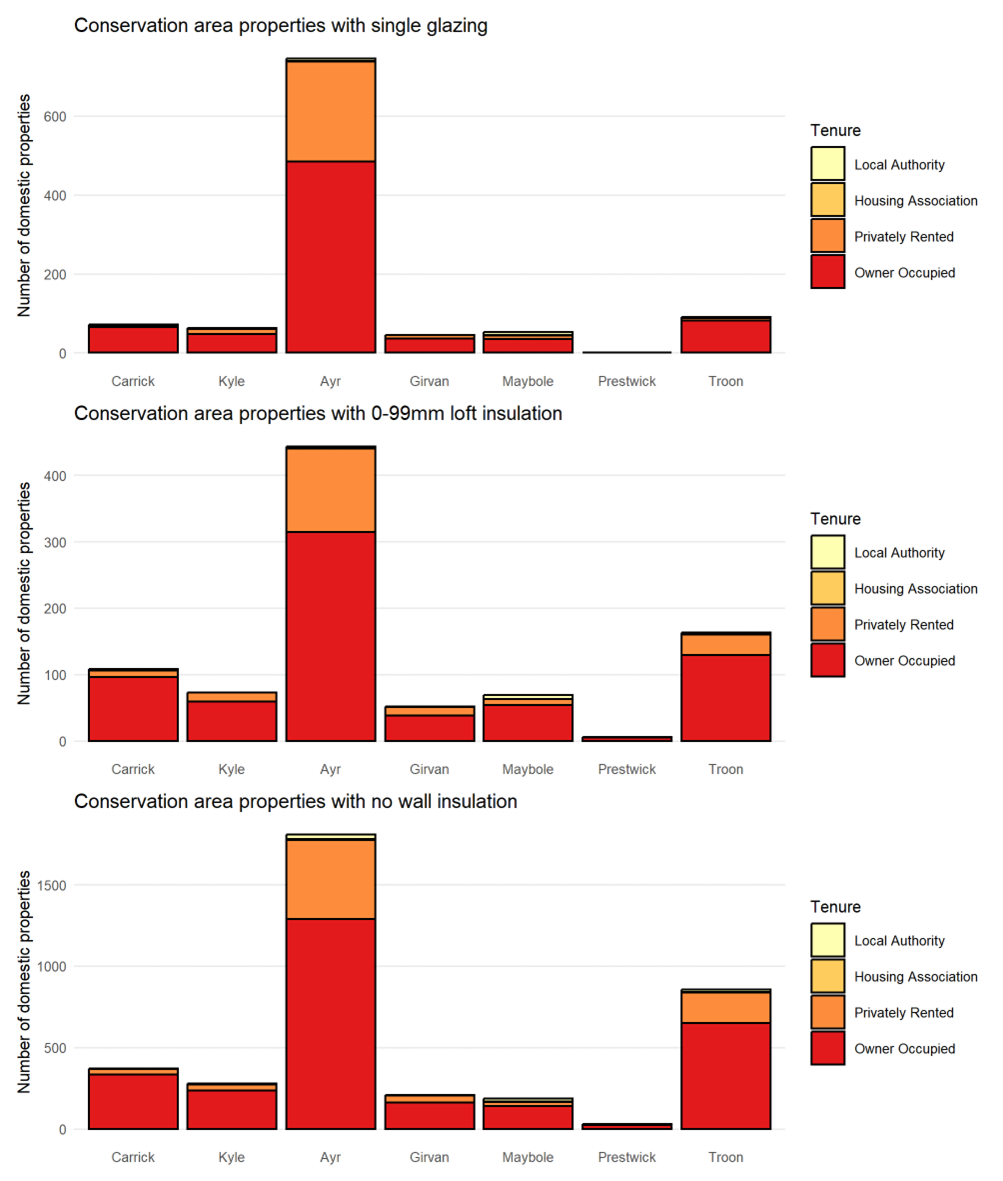 Conservation area properties with single glazing
Number of domestic properties
600
400
200
0
Carrick Kyle Ayr Girvan Maybole Prestwick Troon
Tenure
Local Authority
Housing Association
Privately Rented
Owner Occupied
Conservation area properties with 0-99mm loft insulation
Number of domestic properties
400
300
200
100
0
Carrick Kyle Ayr Girvan Maybole Prestwick Troon
Tenure
Local Authority
Housing Association
Privately Rented
Owner Occupied
Conservation area properties with no wall insulation
Number of domestic properties
1500
1000
500
0
Carrick Kyle Ayr Girvan Maybole Prestwick Troon
Tenure
Local Authority
Housing Association
Privately Rented
Owner Occupied